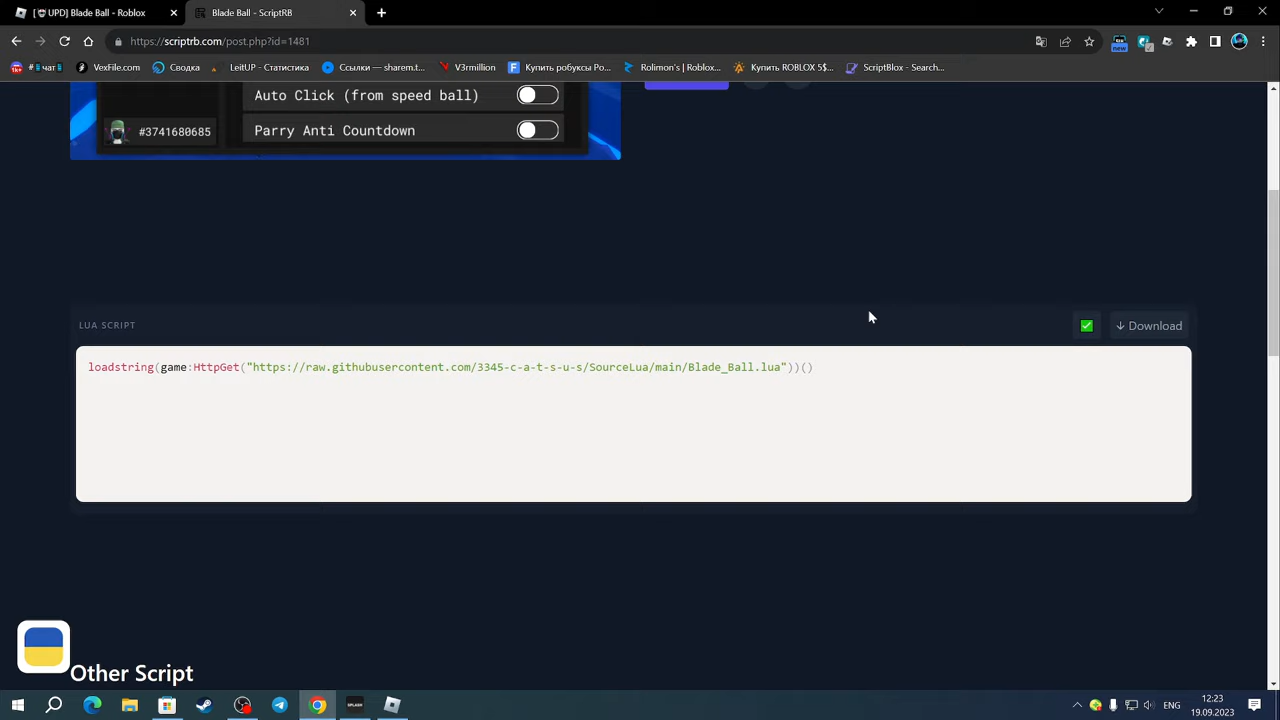 [UPD] Blade Ball - Roblox
Blade Ball - ScriptRB
https://scriptrb.com/post.php?id=1481
new
VexFile.com
Сводка
LeitUP - Статистика
Ссылки — sharem.t...
V3rmillion
Купить робуксы Ро...
Rolimon's | Roblox...
Купить ROBLOX 5$...
ScriptBlox - Search...
Auto Click (from speed ball)
#3741680685
Parry Anti Countdown
LUA SCRIPT
Download
loadstring(game:HttpGet("https://raw.githubusercontent.com/3345-c-a-t-s-u-s/SourceLua/main/Blade_Ball.lua"))()
Other Script
SPLASH
ENG
12:23
19.09.2023